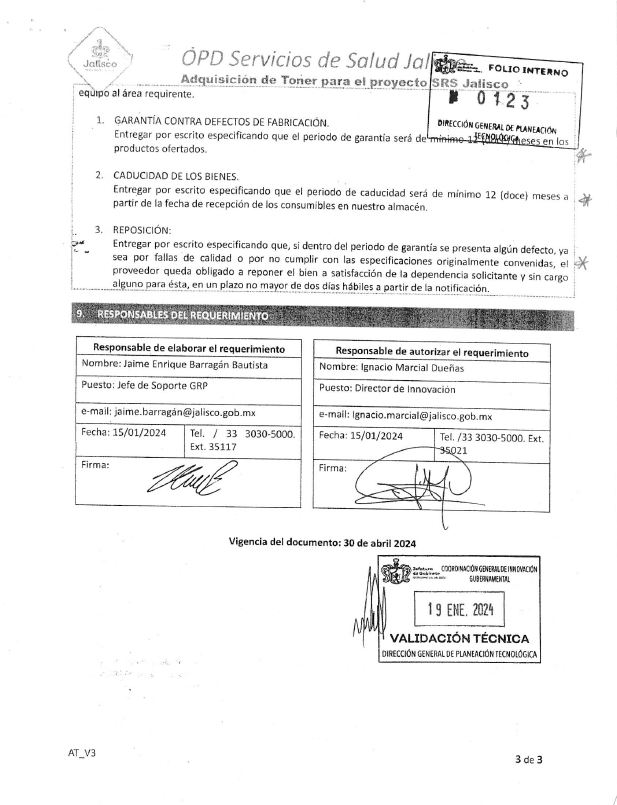 Jalisco
OPD Servicios de Salud Jal
Adquisición de Toner para el proyecto SRS Jalisco
FOLIO INTERNO
0123
DIRECCIÓN GENERAL DE PLANEACIÓN
TECNOLÓGICA
equipo al área requirente.
1. GARANTÍA CONTRA DEFECTOS DE FABRICACIÓN.
Entregar por escrito especificando que el periodo de garantía será de mínimo 12 meses en los
productos ofertados.
2. CADUCIDAD DE LOS BIENES.
Entregar por escrito especificando que el periodo de caducidad será de mínimo 12 (doce) meses a
partir de la fecha de recepción de los consumibles en nuestro almacén.
3. REPOSICIÓN:
Entregar por escrito especificando que, si dentro del periodo de garantía se presenta algún defecto, ya
sea por fallas de calidad o por no cumplir con las especificaciones originalmente convenidas, el
proveedor queda obligado a reponer el bien a satisfacción de la dependencia solicitante y sin cargo
alguno para ésta, en un plazo no mayor de dos días hábiles a partir de la notificación.
9. RESPONSABLES DEL REQUERIMIENTO
Responsable de elaborar el requerimiento
Nombre: Jaime Enrique Barragán Bautista
Puesto: Jefe de Soporte GRP
e-mail: jaime.barragán@jalisco.gob.mx
Fecha: 15/01/2024
Tel. / 33 3030-5000.
Ext. 35117
Firma:
Responsable de autorizar el requerimiento
Nombre: Ignacio Marcial Dueñas
Puesto: Director de Innovación
e-mail: Ignacio.marcial@jalisco.gob.mx
Fecha: 15/01/2024
Tel. /33 3030-5000. Ext.
35021
Firma:
Vigencia del documento: 30 de abril 2024
Jefatura
de Gabinete
COORDINACIÓN GENERAL DE INNOVACIÓN
GUBERNAMENTAL
19 ENE. 2024
VALIDACIÓN TÉCNICA
DIRECCIÓN GENERAL DE PLANEACIÓN TECNOLÓGICA
AT_V3
3 de 3